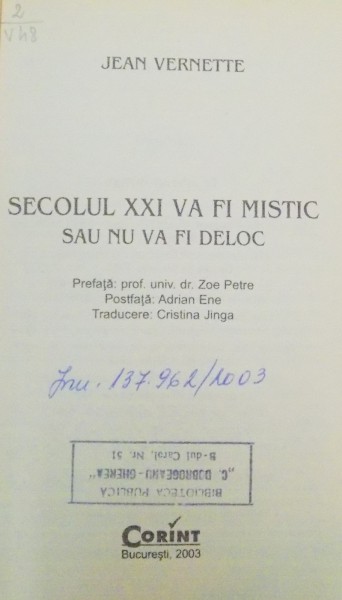 2
V48
JEAN VERNETTE
SECOLUL XXI VA FI MISTIC
SAU NU VA FI DELOC
Prefaţă: prof. univ. dr. Zoe Petre
Postfaţă: Adrian Ene
Traducere: Cristina Jinga
Inv. 137.962/2003
BIBLIOTECA PUBLICĂ
"C. DOBROGEANU-GHEREA"
B-dul Carol, Nr. 51
CORINT
Bucureşti, 2003